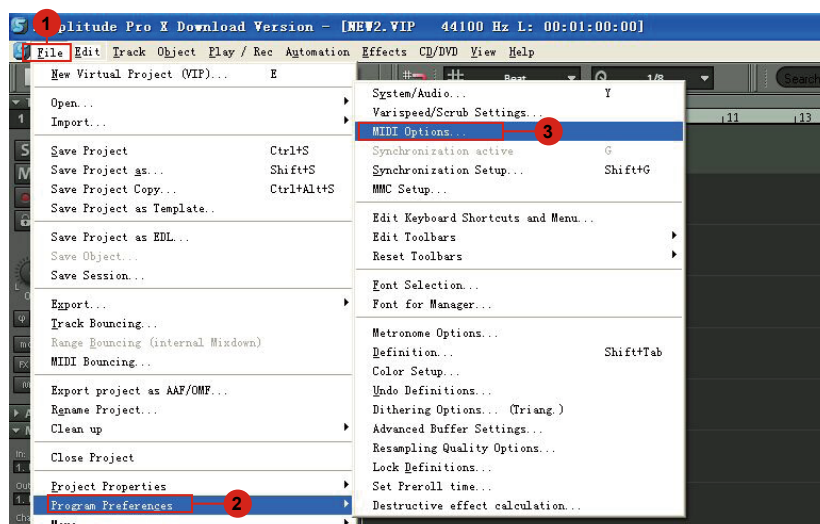 plitude Pro X Download Version - [NEW2.VIP 44100 Hz L: 00:01:00:00]
1
File Edit Track Object Play / Rec Automation Effects CD/DVD View Help
New Virtual Project (VIP)... E
Open...
Import...
Save Project Ctrl+S
Save Project as... Shift+S
Save Project Copy... Ctrl+Alt+S
Save Project as Template..
Save Project as EDL...
Save Object...
Save Session...
Export...
Track Bouncing...
Range Bouncing (internal Mixdown)
MIDI Bouncing...
Export project as AAF/OMF...
Rename Project...
Clean up
Close Project
Project Properties
Program Preferences 2
Beat 1/8 Search
System/Audio... Y
Varispeed/Scrub Settings...
MIDI Options... 3
Synchronization active G
Synchronization Setup... Shift+G
MMC Setup...
Edit Keyboard Shortcuts and Menu...
Edit Toolbars
Reset Toolbars
Font Selection...
Font for Manager...
Metronome Options...
Definition... Shift+Tab
Color Setup...
Undo Definitions...
Dithering Options... (Triang.)
Advanced Buffer Settings...
Resampling Quality Options...
Lock Definitions...
Set Preroll time...
Destructive effect calculation...
11 13
1
S
M
In:
Out
Cha